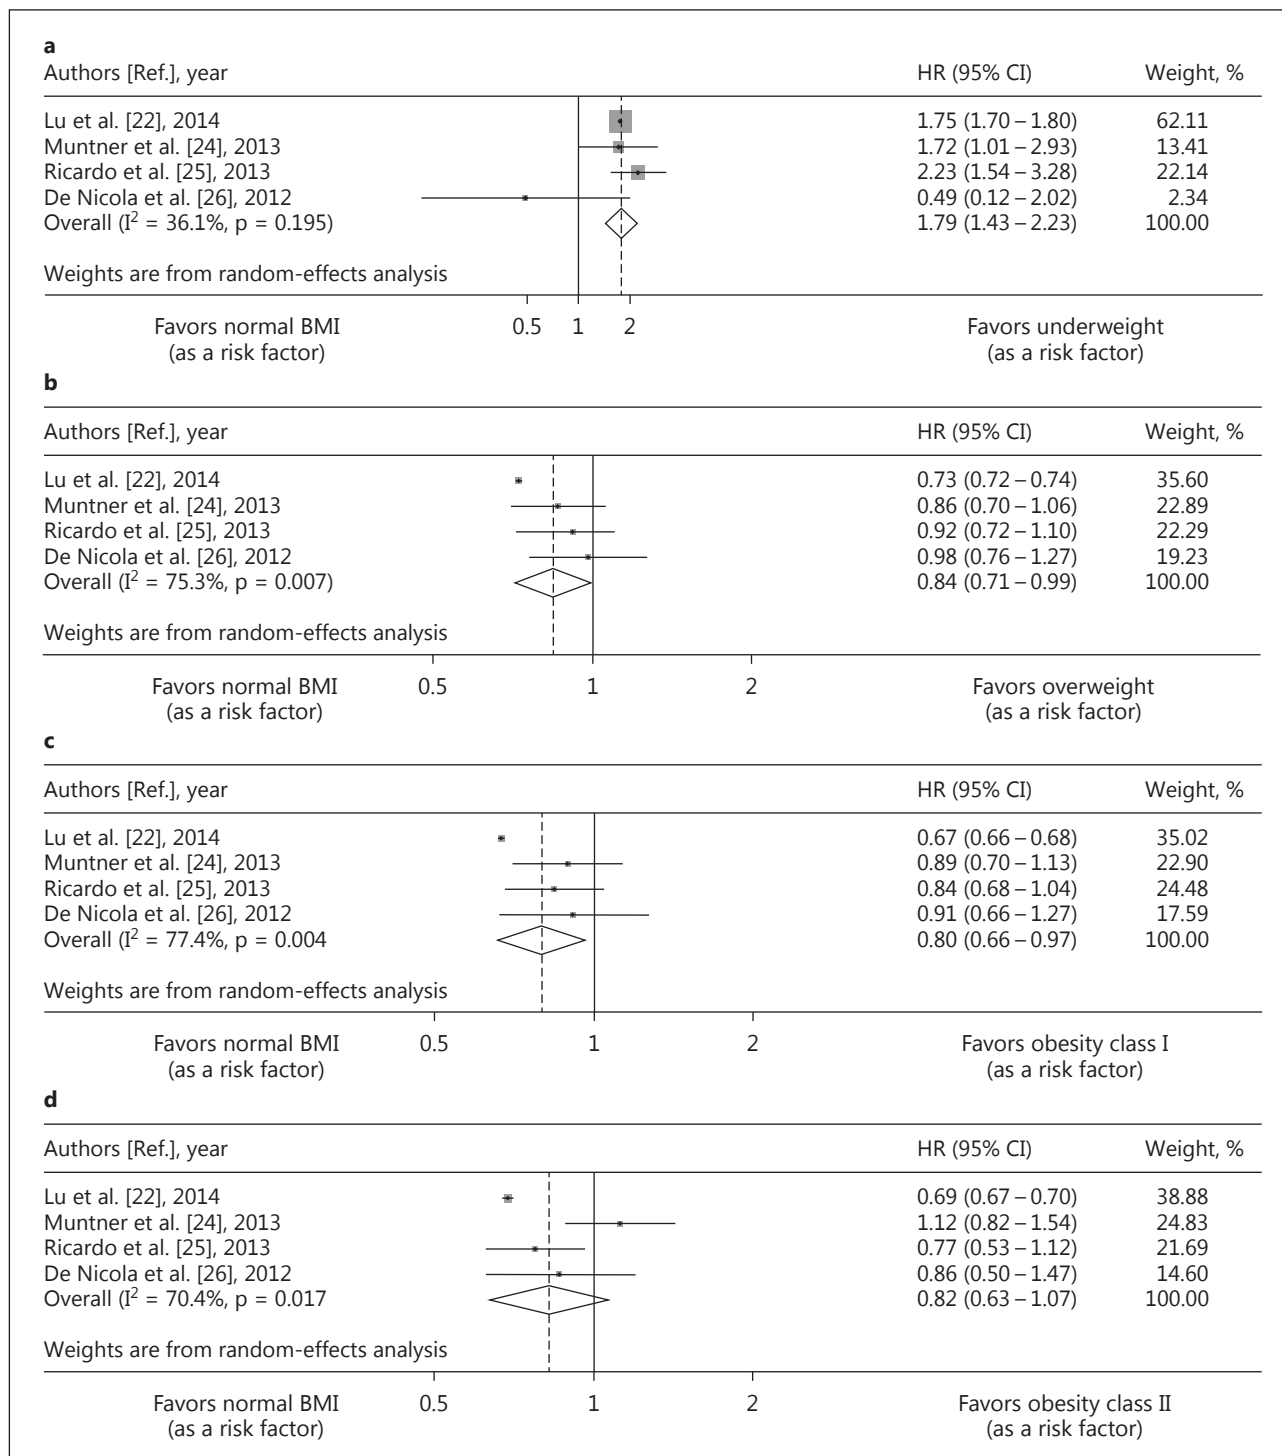 a
Authors [Ref.], year HR (95% CI) Weight, %
Lu et al. [22], 2014 1.75 (1.70 – 1.80) 62.11
Muntner et al. [24], 2013 1.72 (1.01 – 2.93) 13.41
Ricardo et al. [25], 2013 2.23 (1.54 – 3.28) 22.14
De Nicola et al. [26], 2012 0.49 (0.12 – 2.02) 2.34
Overall (I² = 36.1%, p = 0.195) 1.79 (1.43 – 2.23) 100.00
Weights are from random-effects analysis
Favors normal BMI 0.5 1 2 Favors underweight
(as a risk factor) (as a risk factor)
b
Authors [Ref.], year HR (95% CI) Weight, %
Lu et al. [22], 2014 0.73 (0.72 – 0.74) 35.60
Muntner et al. [24], 2013 0.86 (0.70 – 1.06) 22.89
Ricardo et al. [25], 2013 0.92 (0.72 – 1.10) 22.29
De Nicola et al. [26], 2012 0.98 (0.76 – 1.27) 19.23
Overall (I² = 75.3%, p = 0.007) 0.84 (0.71 – 0.99) 100.00
Weights are from random-effects analysis
Favors normal BMI 0.5 1 2 Favors overweight
(as a risk factor) (as a risk factor)
c
Authors [Ref.], year HR (95% CI) Weight, %
Lu et al. [22], 2014 0.67 (0.66 – 0.68) 35.02
Muntner et al. [24], 2013 0.89 (0.70 – 1.13) 22.90
Ricardo et al. [25], 2013 0.84 (0.68 – 1.04) 24.48
De Nicola et al. [26], 2012 0.91 (0.66 – 1.27) 17.59
Overall (I² = 77.4%, p = 0.004 0.80 (0.66 – 0.97) 100.00
Weights are from random-effects analysis
Favors normal BMI 0.5 1 2 Favors obesity class I
(as a risk factor) (as a risk factor)
d
Authors [Ref.], year HR (95% CI) Weight, %
Lu et al. [22], 2014 0.69 (0.67 – 0.70) 38.88
Muntner et al. [24], 2013 1.12 (0.82 – 1.54) 24.83
Ricardo et al. [25], 2013 0.77 (0.53 – 1.12) 21.69
De Nicola et al. [26], 2012 0.86 (0.50 – 1.47) 14.60
Overall (I² = 70.4%, p = 0.017 0.82 (0.63 – 1.07) 100.00
Weights are from random-effects analysis
Favors normal BMI 0.5 1 2 Favors obesity class II
(as a risk factor) (as a risk factor)